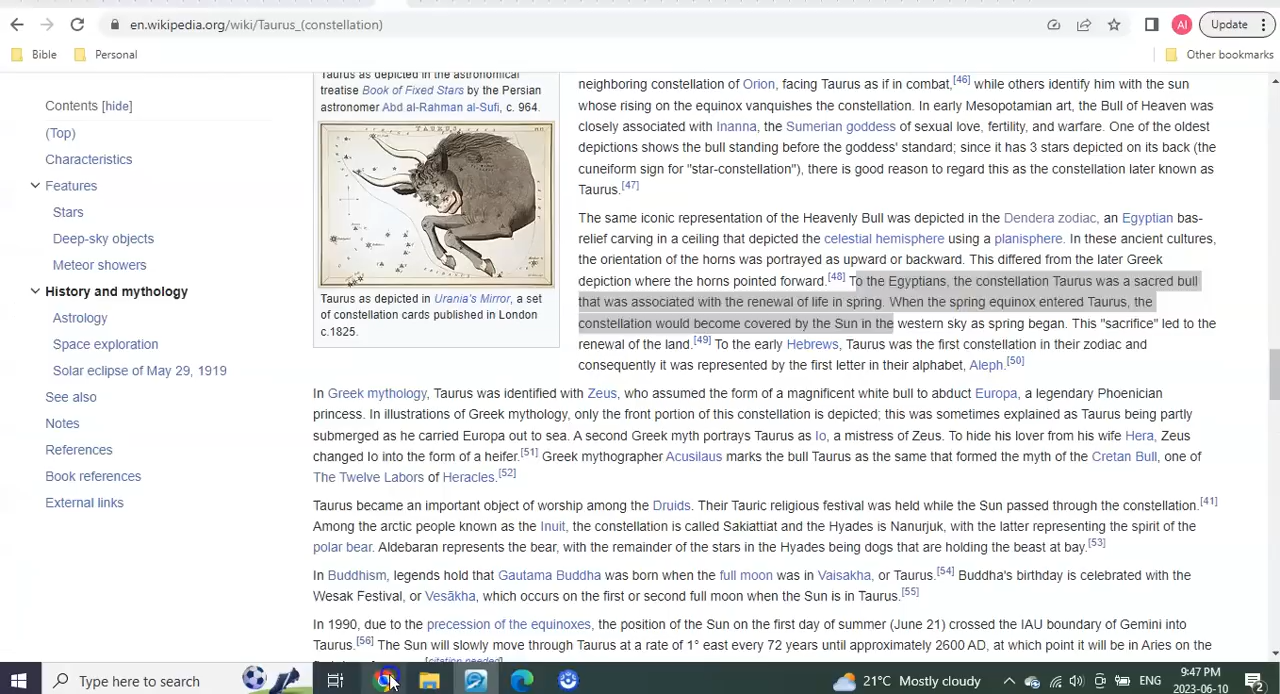 en.wikipedia.org/wiki/Taurus_(constellation)
AI
Update
Bible
Personal
Other bookmarks
Contents [hide]
(Top)
Characteristics
Features
Stars
Deep-sky objects
Meteor showers
History and mythology
Astrology
Space exploration
Solar eclipse of May 29, 1919
See also
Notes
References
Book references
External links
Taurus as depicted in the astronomical
treatise Book of Fixed Stars by the Persian
astronomer Abd al-Rahman al-Sufi, c. 964.
TAURUS
Taurus as depicted in Urania's Mirror, a set
of constellation cards published in London
c.1825.
neighboring constellation of Orion, facing Taurus as if in combat,[46] while others identify him with the sun
whose rising on the equinox vanquishes the constellation. In early Mesopotamian art, the Bull of Heaven was
closely associated with Inanna, the Sumerian goddess of sexual love, fertility, and warfare. One of the oldest
depictions shows the bull standing before the goddess' standard; since it has 3 stars depicted on its back (the
cuneiform sign for "star-constellation"), there is good reason to regard this as the constellation later known as
Taurus.[47]
The same iconic representation of the Heavenly Bull was depicted in the Dendera zodiac, an Egyptian bas-
relief carving in a ceiling that depicted the celestial hemisphere using a planisphere. In these ancient cultures,
the orientation of the horns was portrayed as upward or backward. This differed from the later Greek
depiction where the horns pointed forward.[48] To the Egyptians, the constellation Taurus was a sacred bull
that was associated with the renewal of life in spring. When the spring equinox entered Taurus, the
constellation would become covered by the Sun in the western sky as spring began. This "sacrifice" led to the
renewal of the land.[49] To the early Hebrews, Taurus was the first constellation in their zodiac and
consequently it was represented by the first letter in their alphabet, Aleph.[50]
In Greek mythology, Taurus was identified with Zeus, who assumed the form of a magnificent white bull to abduct Europa, a legendary Phoenician
princess. In illustrations of Greek mythology, only the front portion of this constellation is depicted; this was sometimes explained as Taurus being partly
submerged as he carried Europa out to sea. A second Greek myth portrays Taurus as Io, a mistress of Zeus. To hide his lover from his wife Hera, Zeus
changed Io into the form of a heifer.[51] Greek mythographer Acusilaus marks the bull Taurus as the same that formed the myth of the Cretan Bull, one of
The Twelve Labors of Heracles.[52]
Taurus became an important object of worship among the Druids. Their Tauric religious festival was held while the Sun passed through the constellation.[41]
Among the arctic people known as the Inuit, the constellation is called Sakiattiat and the Hyades is Nanurjuk, with the latter representing the spirit of the
polar bear. Aldebaran represents the bear, with the remainder of the stars in the Hyades being dogs that are holding the beast at bay.[53]
In Buddhism, legends hold that Gautama Buddha was born when the full moon was in Vaisakha, or Taurus.[54] Buddha's birthday is celebrated with the
Wesak Festival, or Vesākha, which occurs on the first or second full moon when the Sun is in Taurus.[55]
In 1990, due to the precession of the equinoxes, the position of the Sun on the first day of summer (June 21) crossed the IAU boundary of Gemini into
Taurus.[56] The Sun will slowly move through Taurus at a rate of 1° east every 72 years until approximately 2600 AD, at which point it will be in Aries on the
[citation needed]
Type here to search
21°C Mostly cloudy
ENG
9:47 PM
2023-06-10
2